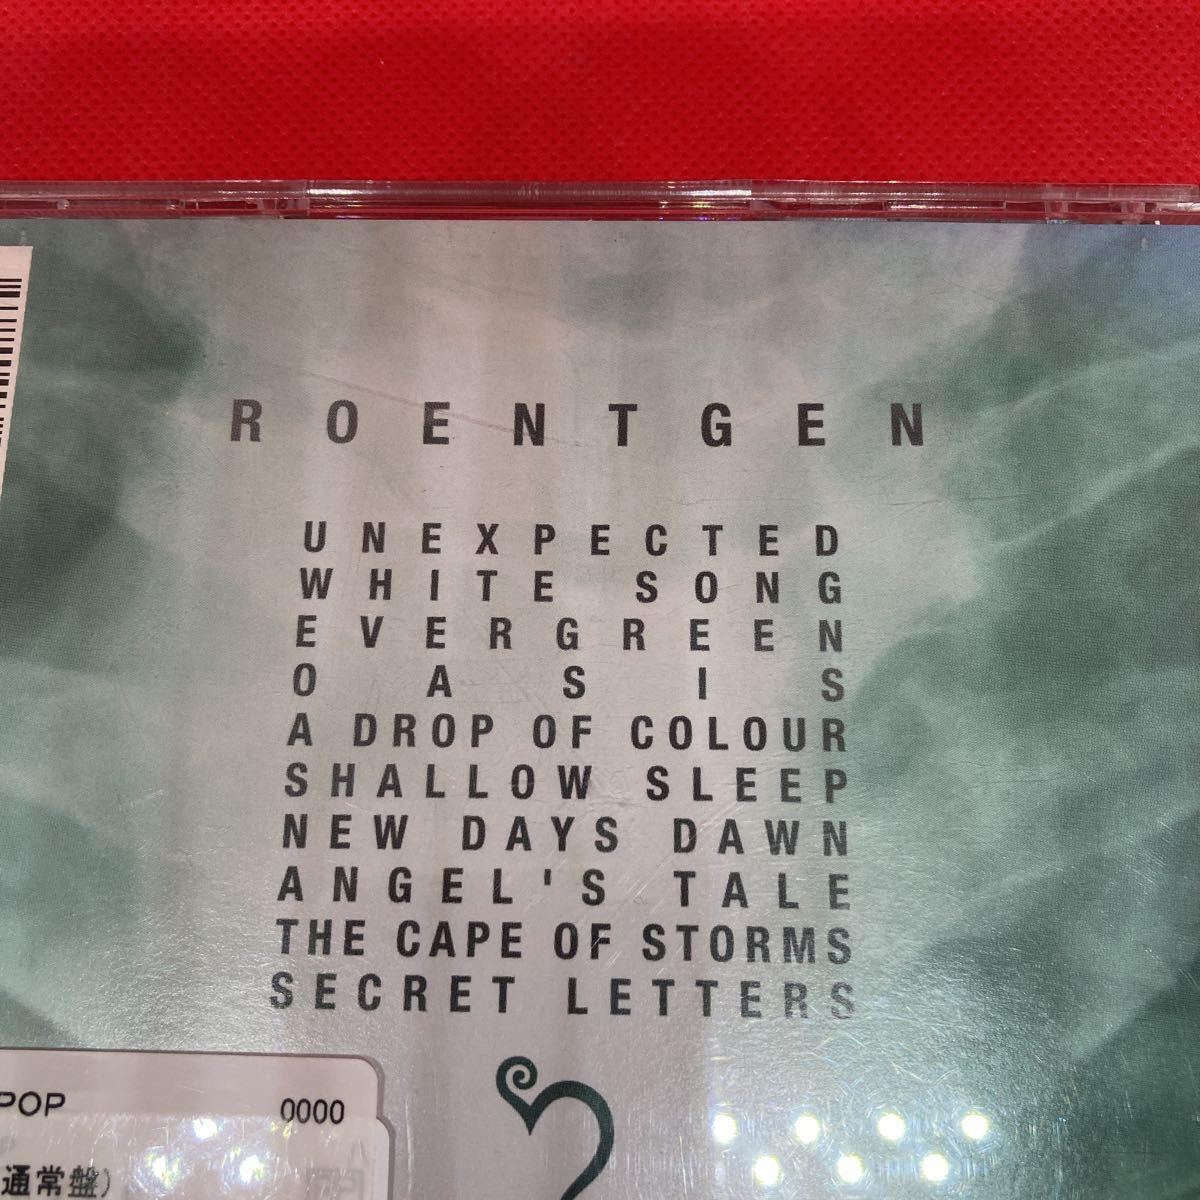 ROENTGEN
UNEXPECTED
WHITE SONG
EVERGREEN
OASIS
A DROP OF COLOUR
SHALLOW SLEEP
NEW DAYS DAWN
ANGEL'S TALE
THE CAPE OF STORMS
SECRET LETTERS
POP 0000
通常盤)